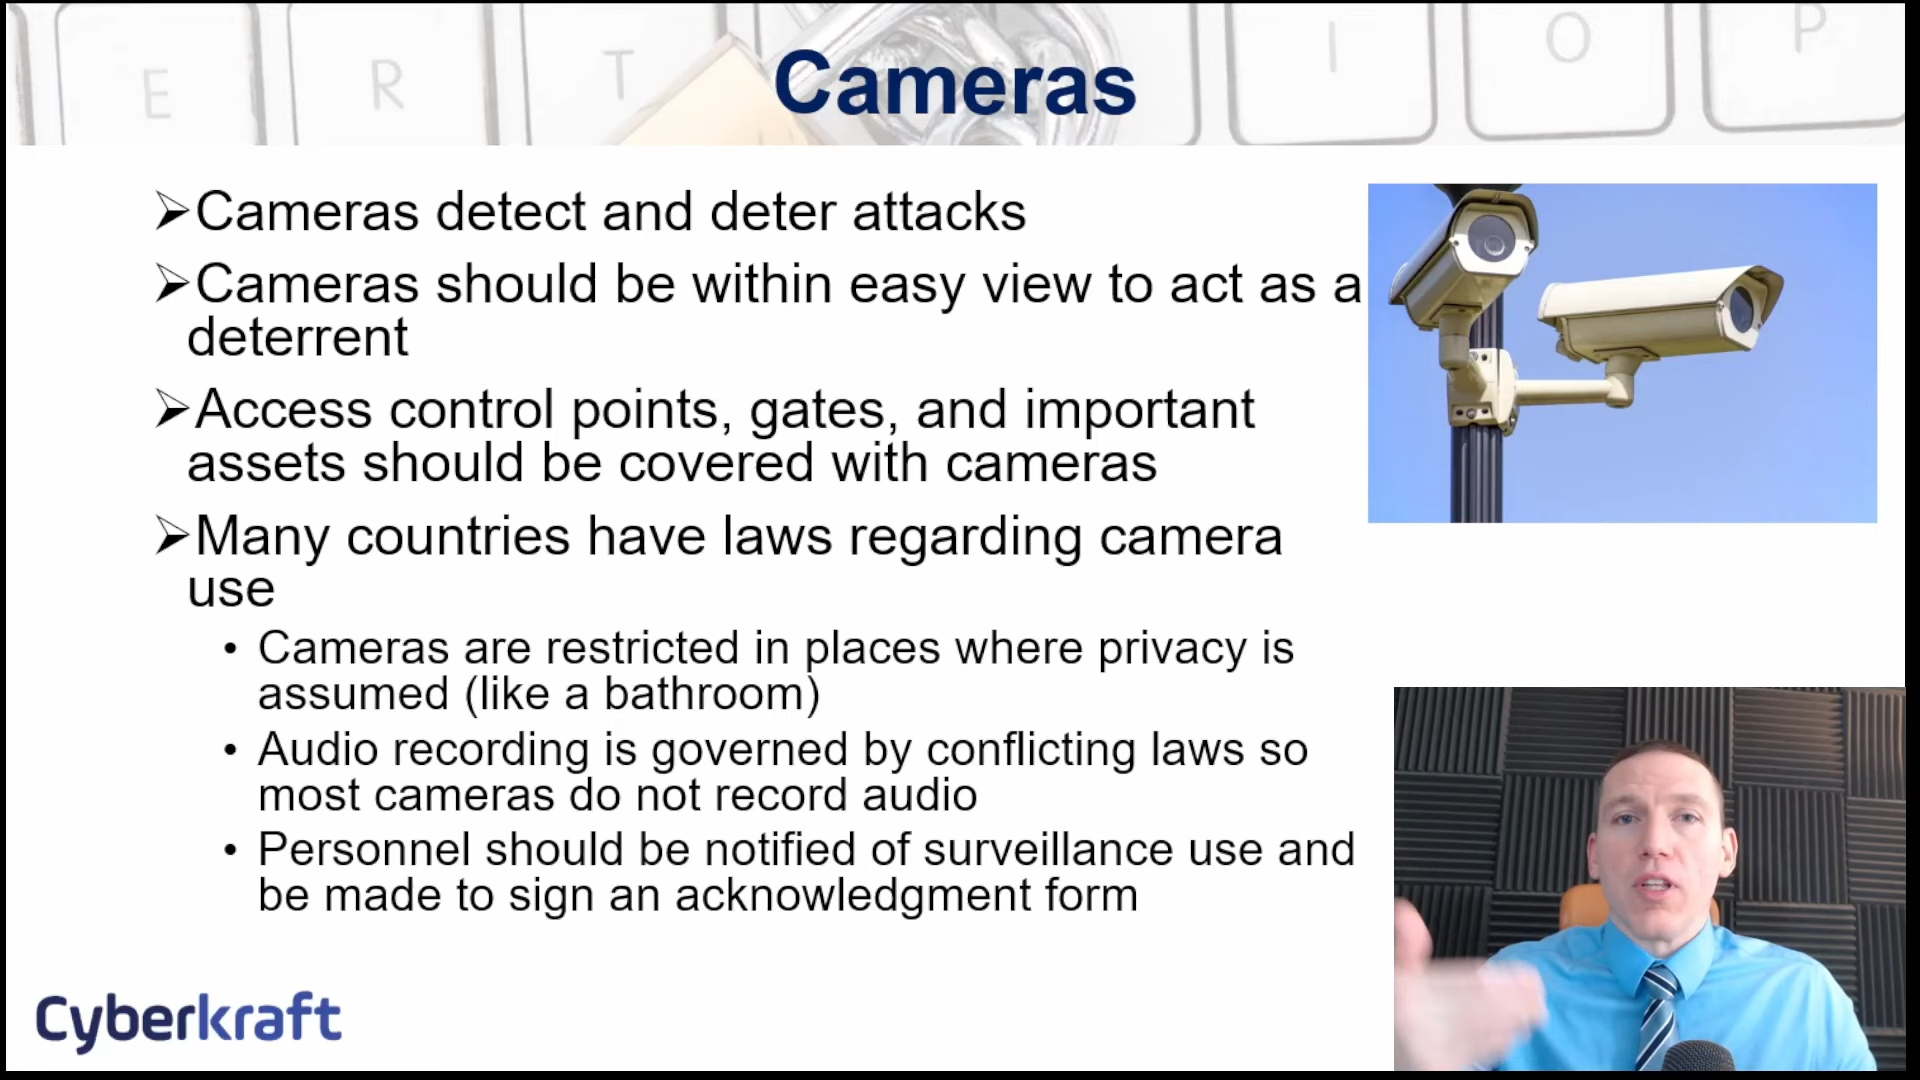 E R T I O P
Cameras
➢Cameras detect and deter attacks
➢Cameras should be within easy view to act as a
deterrent
➢Access control points, gates, and important
assets should be covered with cameras
➢Many countries have laws regarding camera
use
• Cameras are restricted in places where privacy is
assumed (like a bathroom)
• Audio recording is governed by conflicting laws so
most cameras do not record audio
• Personnel should be notified of surveillance use and
be made to sign an acknowledgment form
Cyberkraft